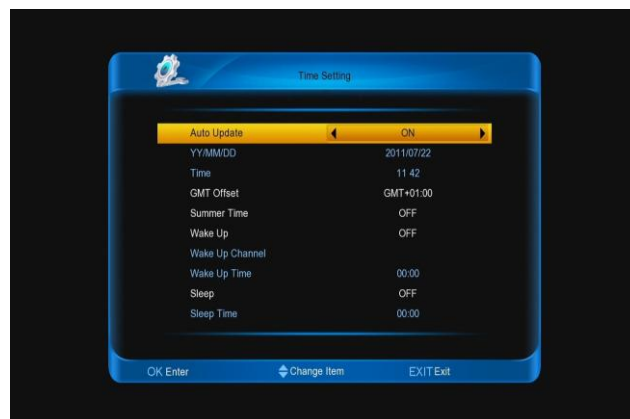 Time Setting
Auto Update ON
YY/MM/DD 2011/07/22
Time 11 42
GMT Offset GMT+01:00
Summer Time OFF
Wake Up OFF
Wake Up Channel
Wake Up Time 00:00
Sleep OFF
Sleep Time 00:00
OK Enter Change Item EXIT Exit